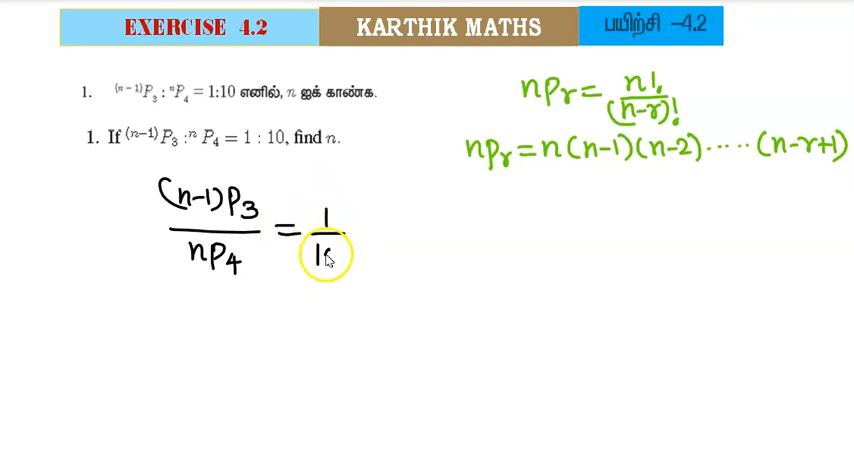 EXERCISE 4.2
KARTHIK MATHS
பயிற்சி –4.2
1. ⁽ⁿ⁻¹⁾P₃ : ⁿP₄ = 1:10 எனில், n ஐக் காண்க.
1. If ⁽ⁿ⁻¹⁾P₃ :ⁿ P₄ = 1 : 10, find n.
nPr = n! / (n-r)!
nPr = n(n-1)(n-2) ..... (n-r+1)
(n-1)P₃ / nP₄ = 1 / 10